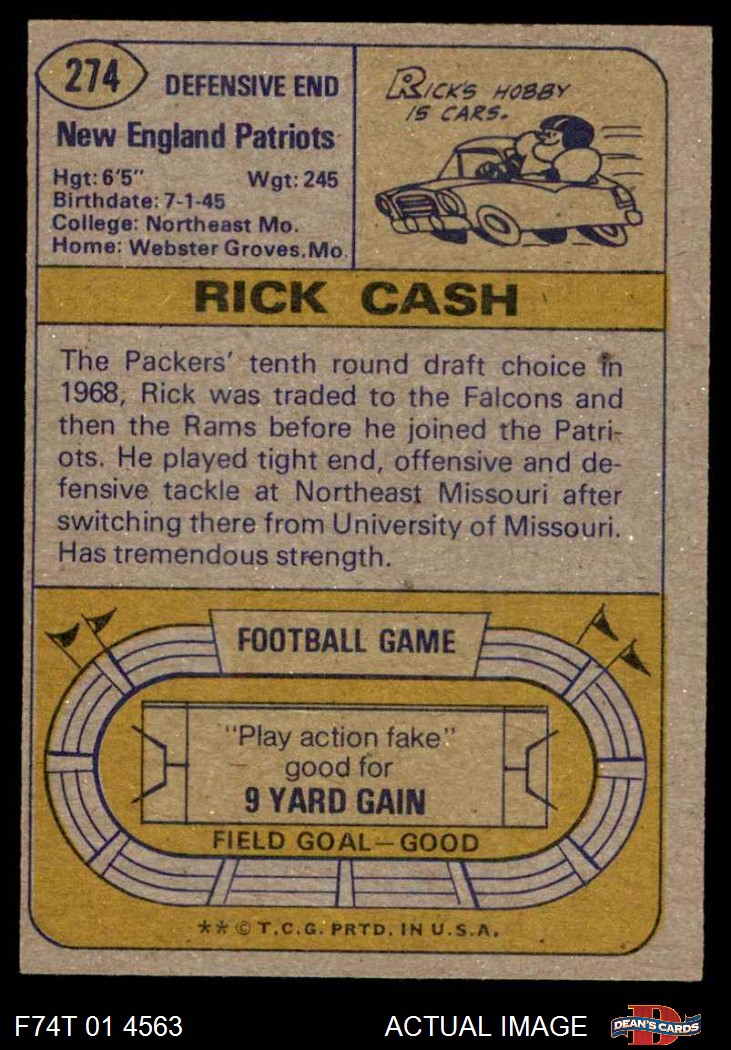 274
DEFENSIVE END
New England Patriots
Hgt: 6'5" Wgt: 245
Birthdate: 7-1-45
College: Northeast Mo.
Home: Webster Groves, Mo.
RICK'S HOBBY
IS CARS.
RICK CASH
The Packers' tenth round draft choice in
1968, Rick was traded to the Falcons and
then the Rams before he joined the Patri-
ots. He played tight end, offensive and de-
fensive tackle at Northeast Missouri after
switching there from University of Missouri.
Has tremendous strength.
FOOTBALL GAME
"Play action fake"
good for
9 YARD GAIN
FIELD GOAL—GOOD
** © T.C.G. PRTD. IN U.S.A.
F74T 01 4563
ACTUAL IMAGE
D
DEAN'S CARDS